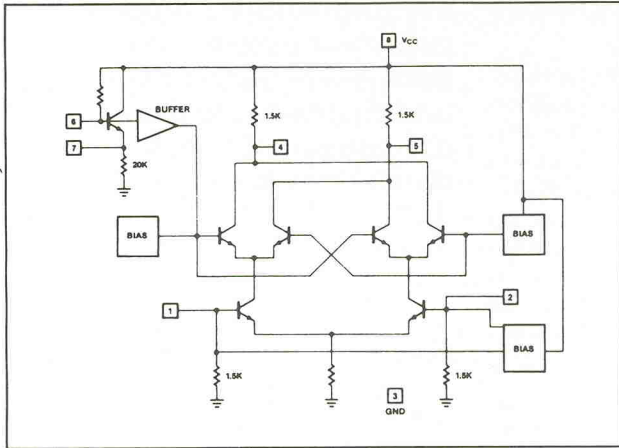 8 VCC
BUFFER
1.5K
1.5K
6
4
5
7
20K
BIAS
BIAS
1
2
BIAS
1.5K
1.5K
3
GND